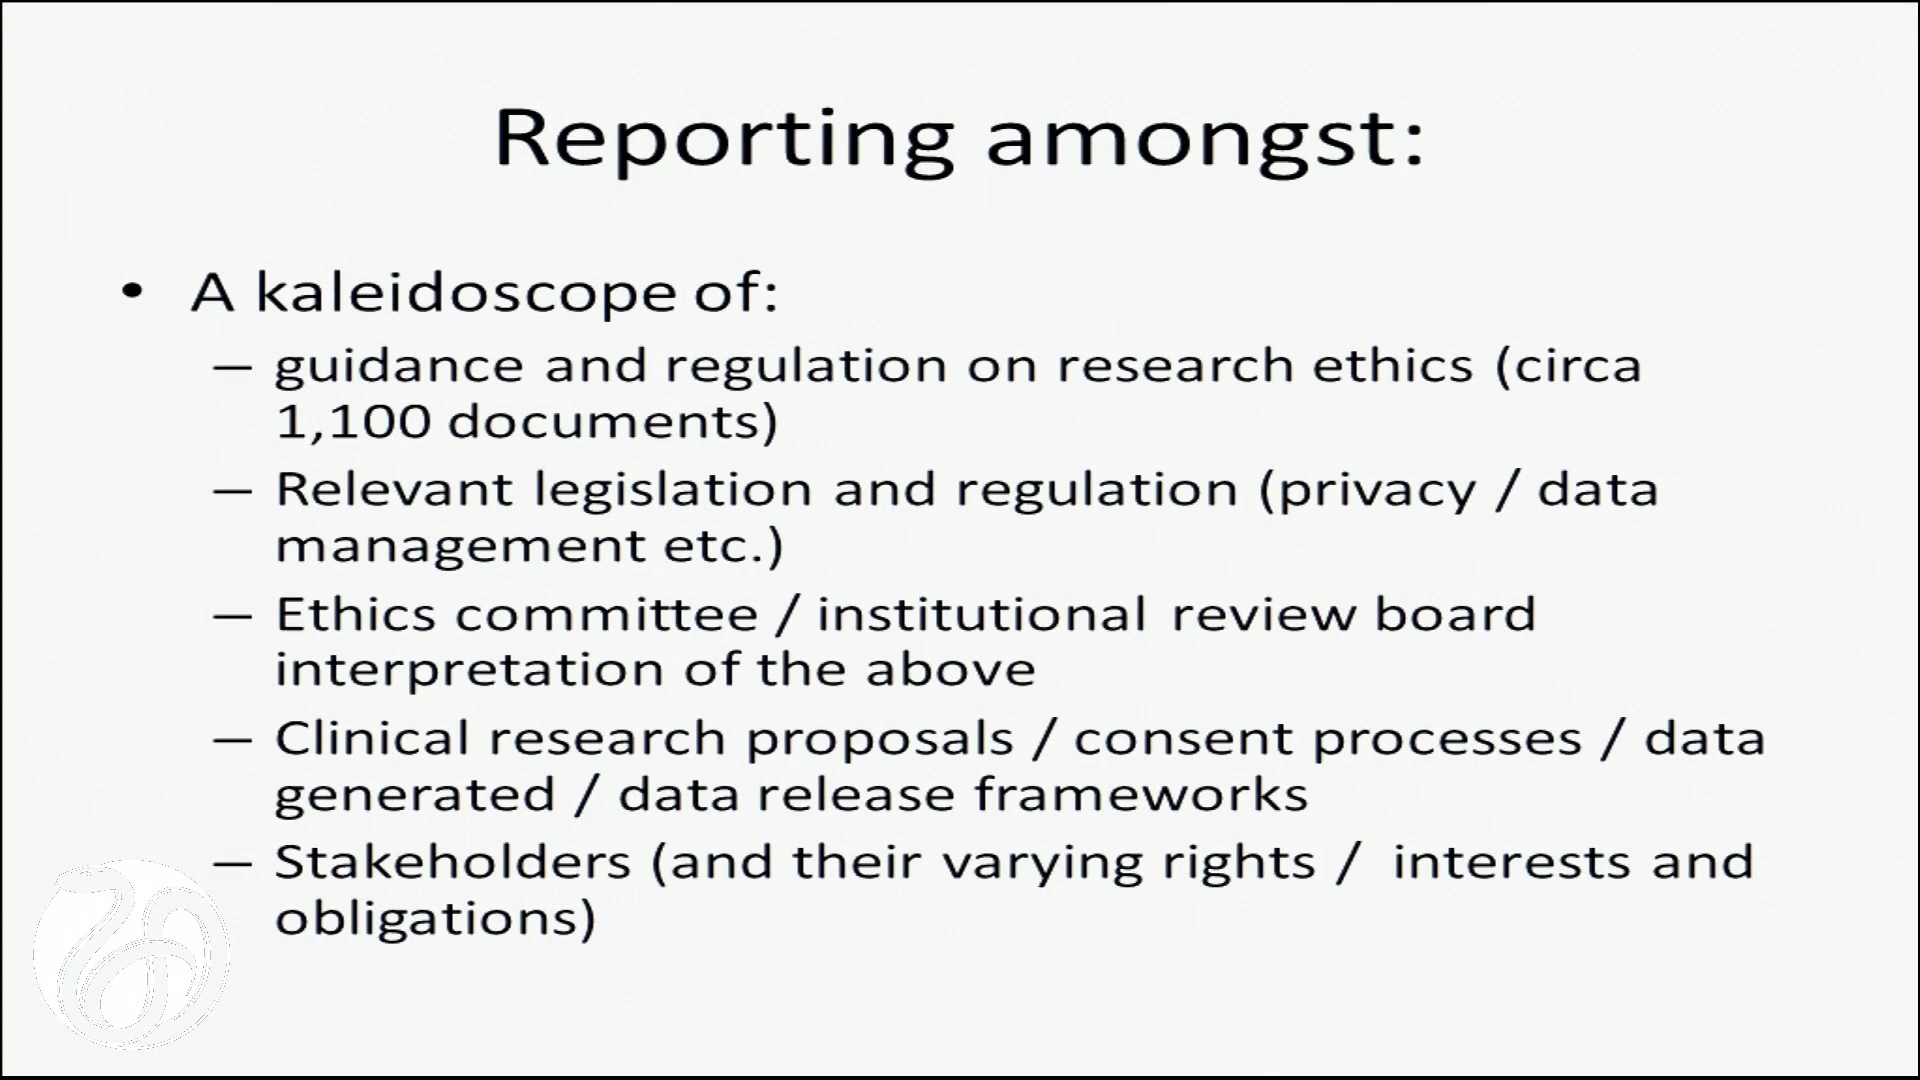 Reporting amongst:
• A kaleidoscope of:
– guidance and regulation on research ethics (circa
1,100 documents)
– Relevant legislation and regulation (privacy / data
management etc.)
– Ethics committee / institutional review board
interpretation of the above
– Clinical research proposals / consent processes / data
generated / data release frameworks
– Stakeholders (and their varying rights / interests and
obligations)